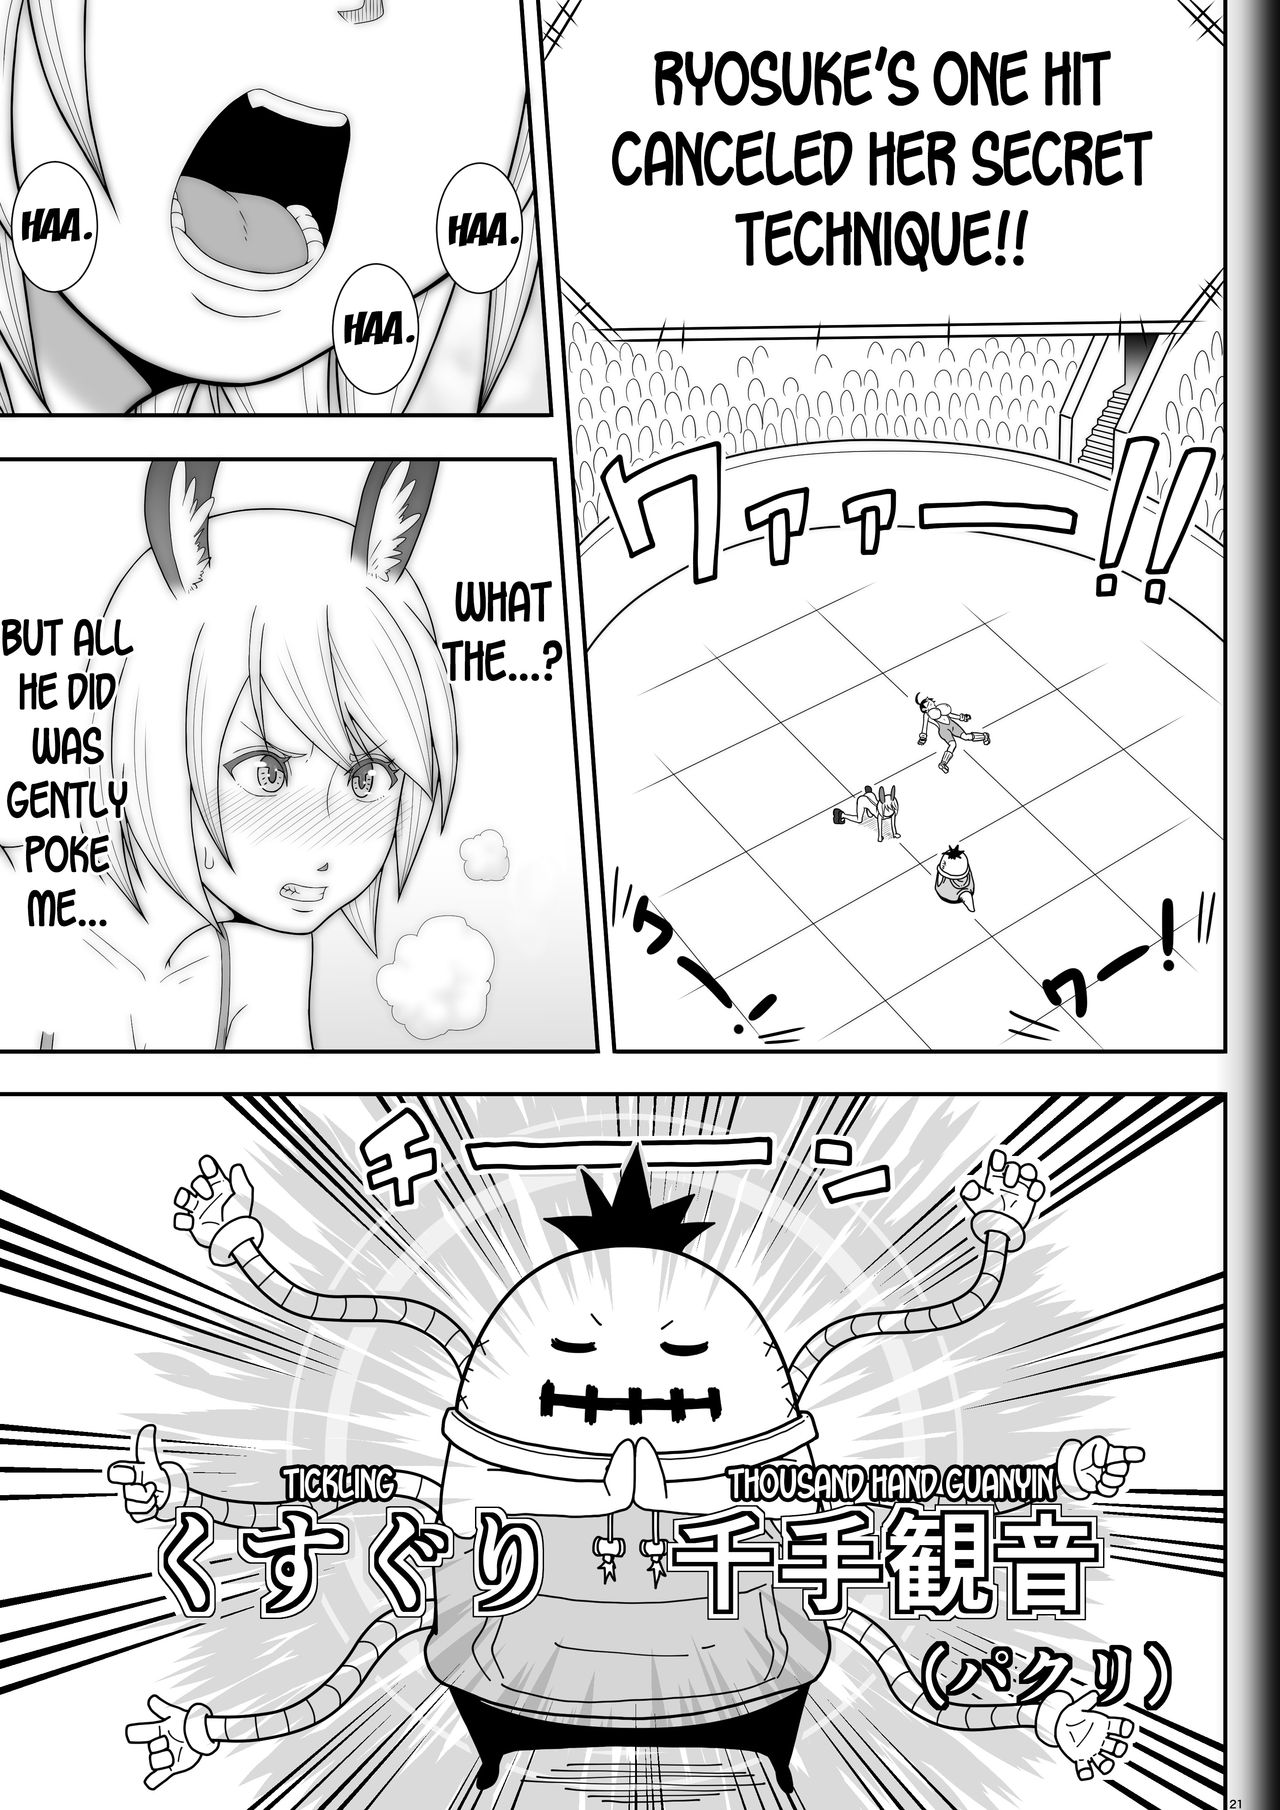 RYOSUKE'S ONE HIT
CANCELED HER SECRET
TECHNIQUE!!
ワァァー!!
ワー!
ワー!
HAA.
HAA.
HAA.
WHAT
THE...?
BUT ALL
HE DID
WAS
GENTLY
POKE
ME...
チーーーン
TICKLING
くすぐり
THOUSAND HAND GUANYIN
千手観音
(パクリ)
21